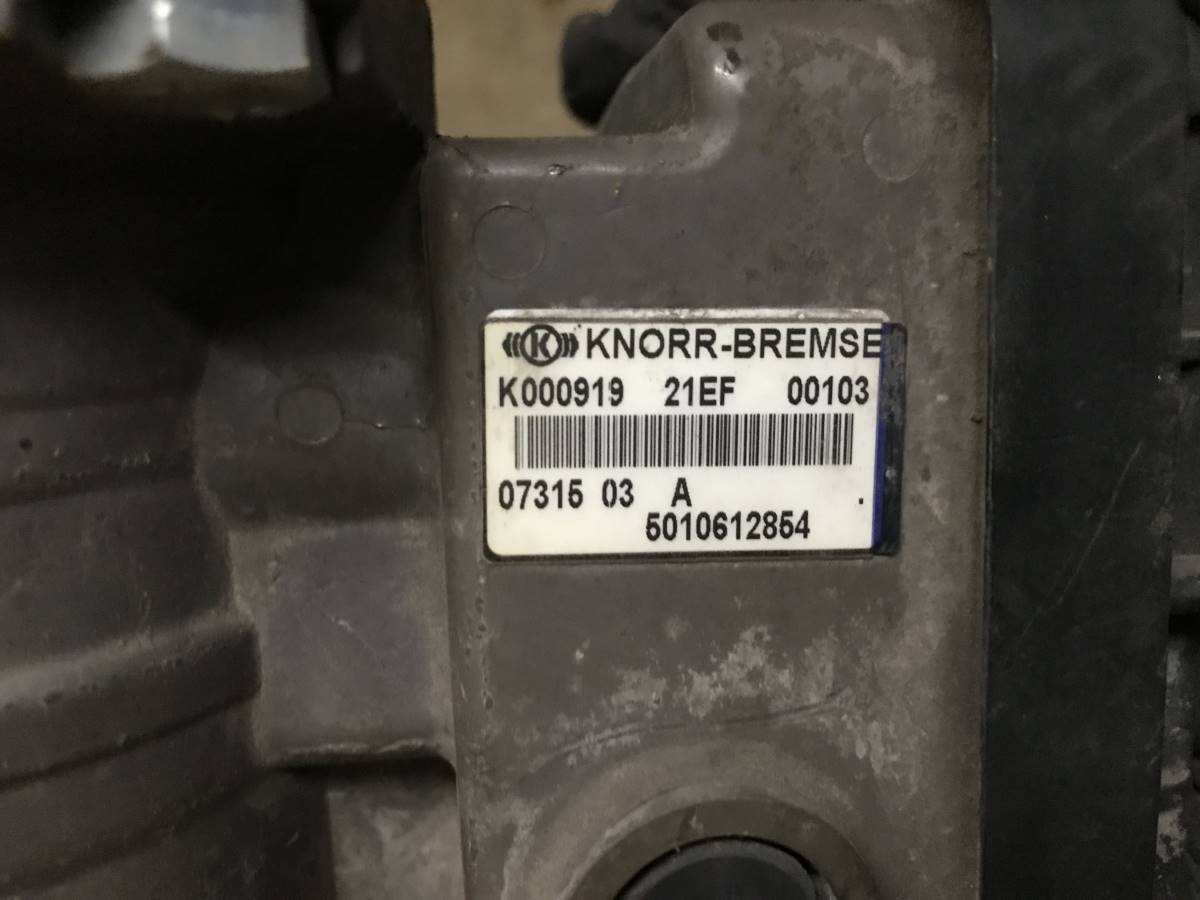 K KNORR-BREMSE
K000919 21EF 00103
07315 03 A .
5010612854